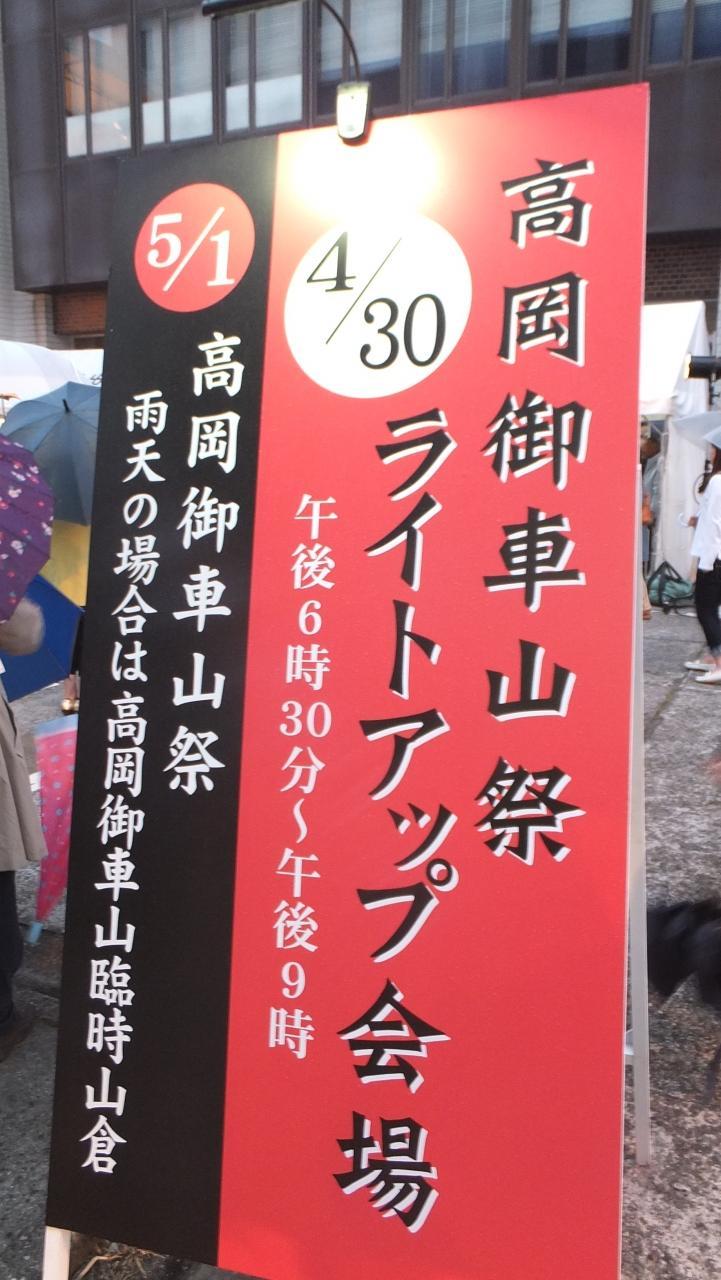 高岡御車山祭
4/30
ライトアップ会場
午後6時30分～午後9時
5/1
高岡御車山祭
雨天の場合は高岡御車山臨時山倉